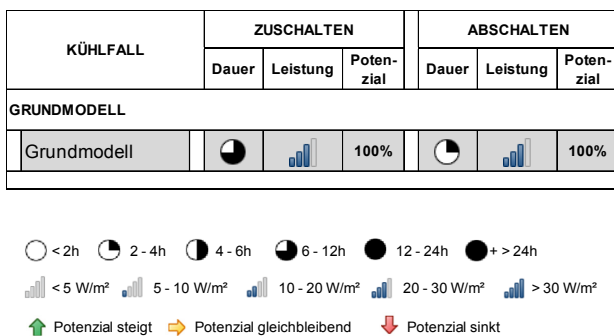 KÜHLFALL
ZUSCHALTEN
ABSCHALTEN
Dauer Leistung Poten-
zial
Dauer Leistung Poten-
zial
GRUNDMODELL
Grundmodell 100% 100%
< 2h 2 - 4h 4 - 6h 6 - 12h 12 - 24h + > 24h
< 5 W/m² 5 - 10 W/m² 10 - 20 W/m² 20 - 30 W/m² > 30 W/m²
Potenzial steigt Potenzial gleichbleibend Potenzial sinkt